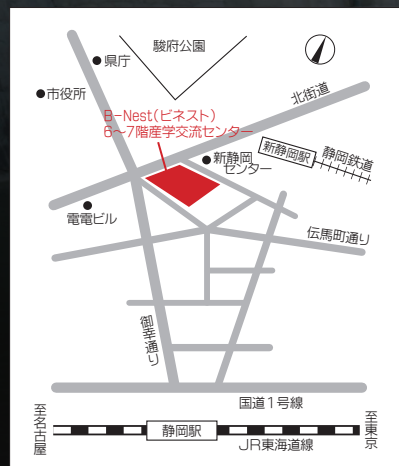 駿府公園
県庁
市役所
北街道
B-Nest(ビネスト)
6〜7階産学交流センター
新静岡
センター
新静岡駅
静岡鉄道
電電ビル
伝馬町通り
御幸通り
国道1号線
至名古屋
静岡駅
JR東海道線
至東京